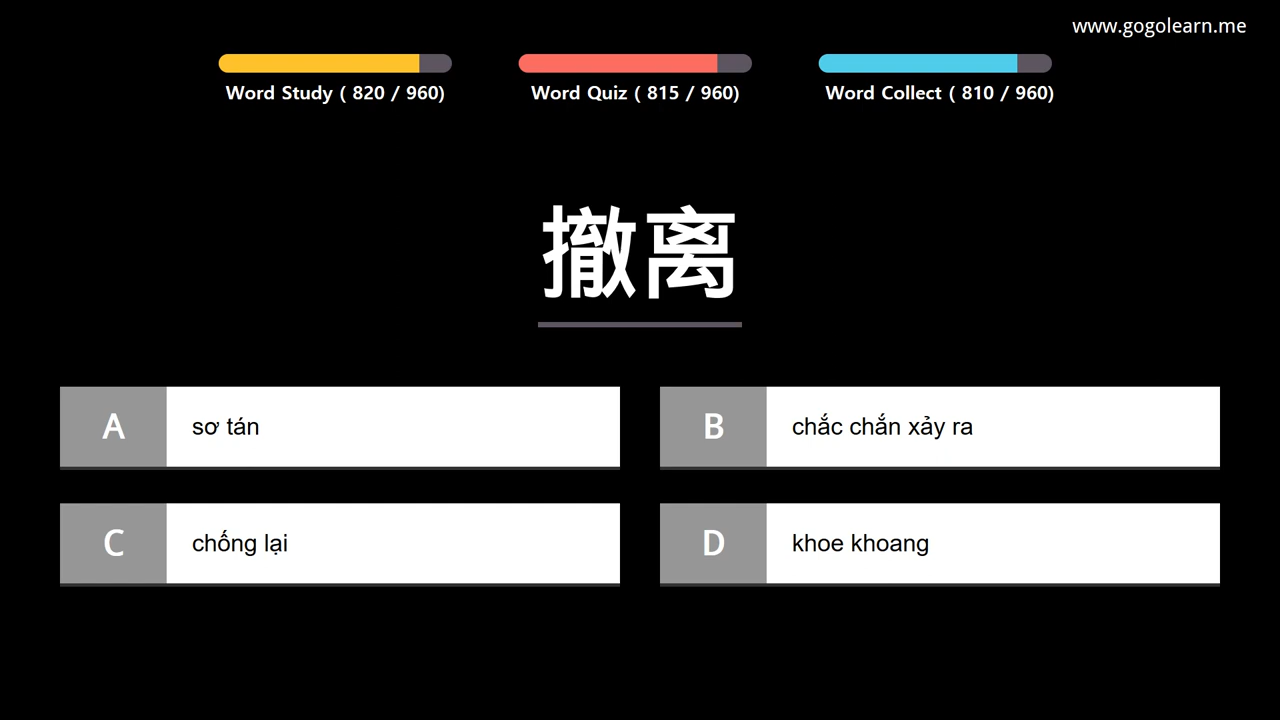 www.gogolearn.me
Word Study ( 820 / 960)
Word Quiz ( 815 / 960)
Word Collect ( 810 / 960)
撤离
A sơ tán
B chắc chắn xảy ra
C chống lại
D khoe khoang